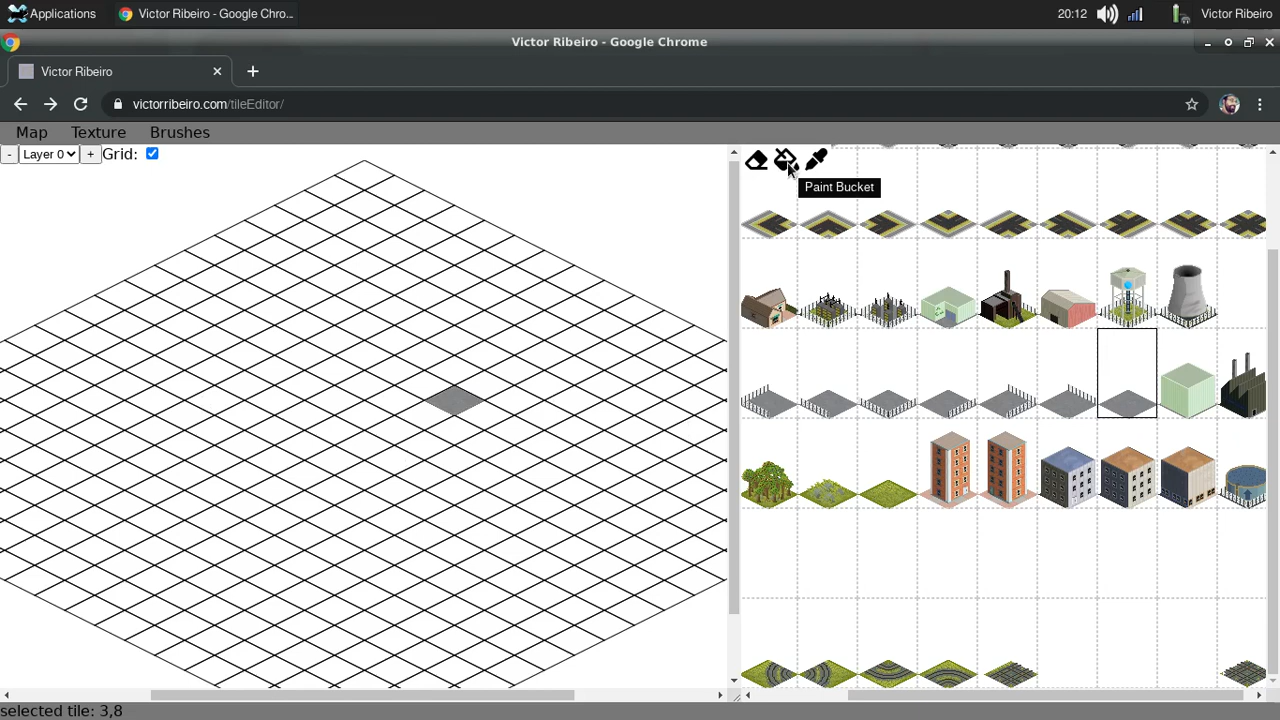 Applications
Victor Ribeiro - Google Chro...
20:12
Victor Ribeiro
Victor Ribeiro - Google Chrome
Victor Ribeiro
victorribeiro.com/tileEditor/
Map
Texture
Brushes
- Layer 0 + Grid:
Paint Bucket
selected tile: 3,8